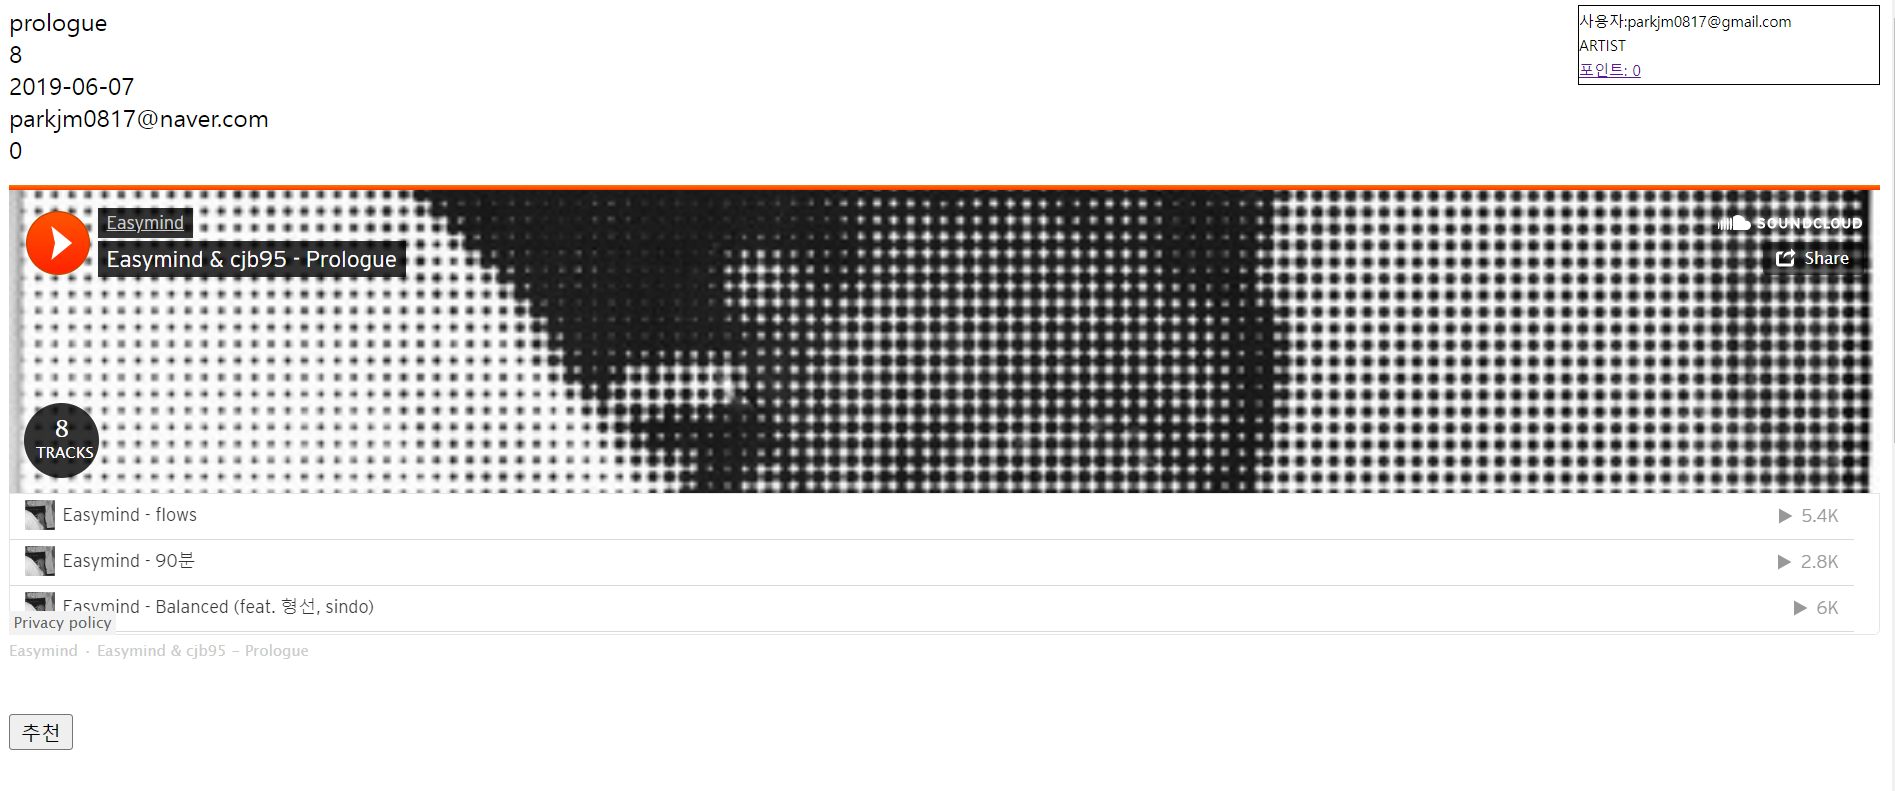 prologue
8
2019-06-07
parkjm0817@naver.com
0
사용자:parkjm0817@gmail.com
ARTIST
포인트: 0
Easymind
Easymind & cjb95 - Prologue
SOUNDCLOUD
Share
8
TRACKS
Easymind - flows 5.4K
Easymind - 90분 2.8K
Easymind - Balanced (feat. 형선, sindo) 6K
Privacy policy
Easymind · Easymind & cjb95 – Prologue
추천